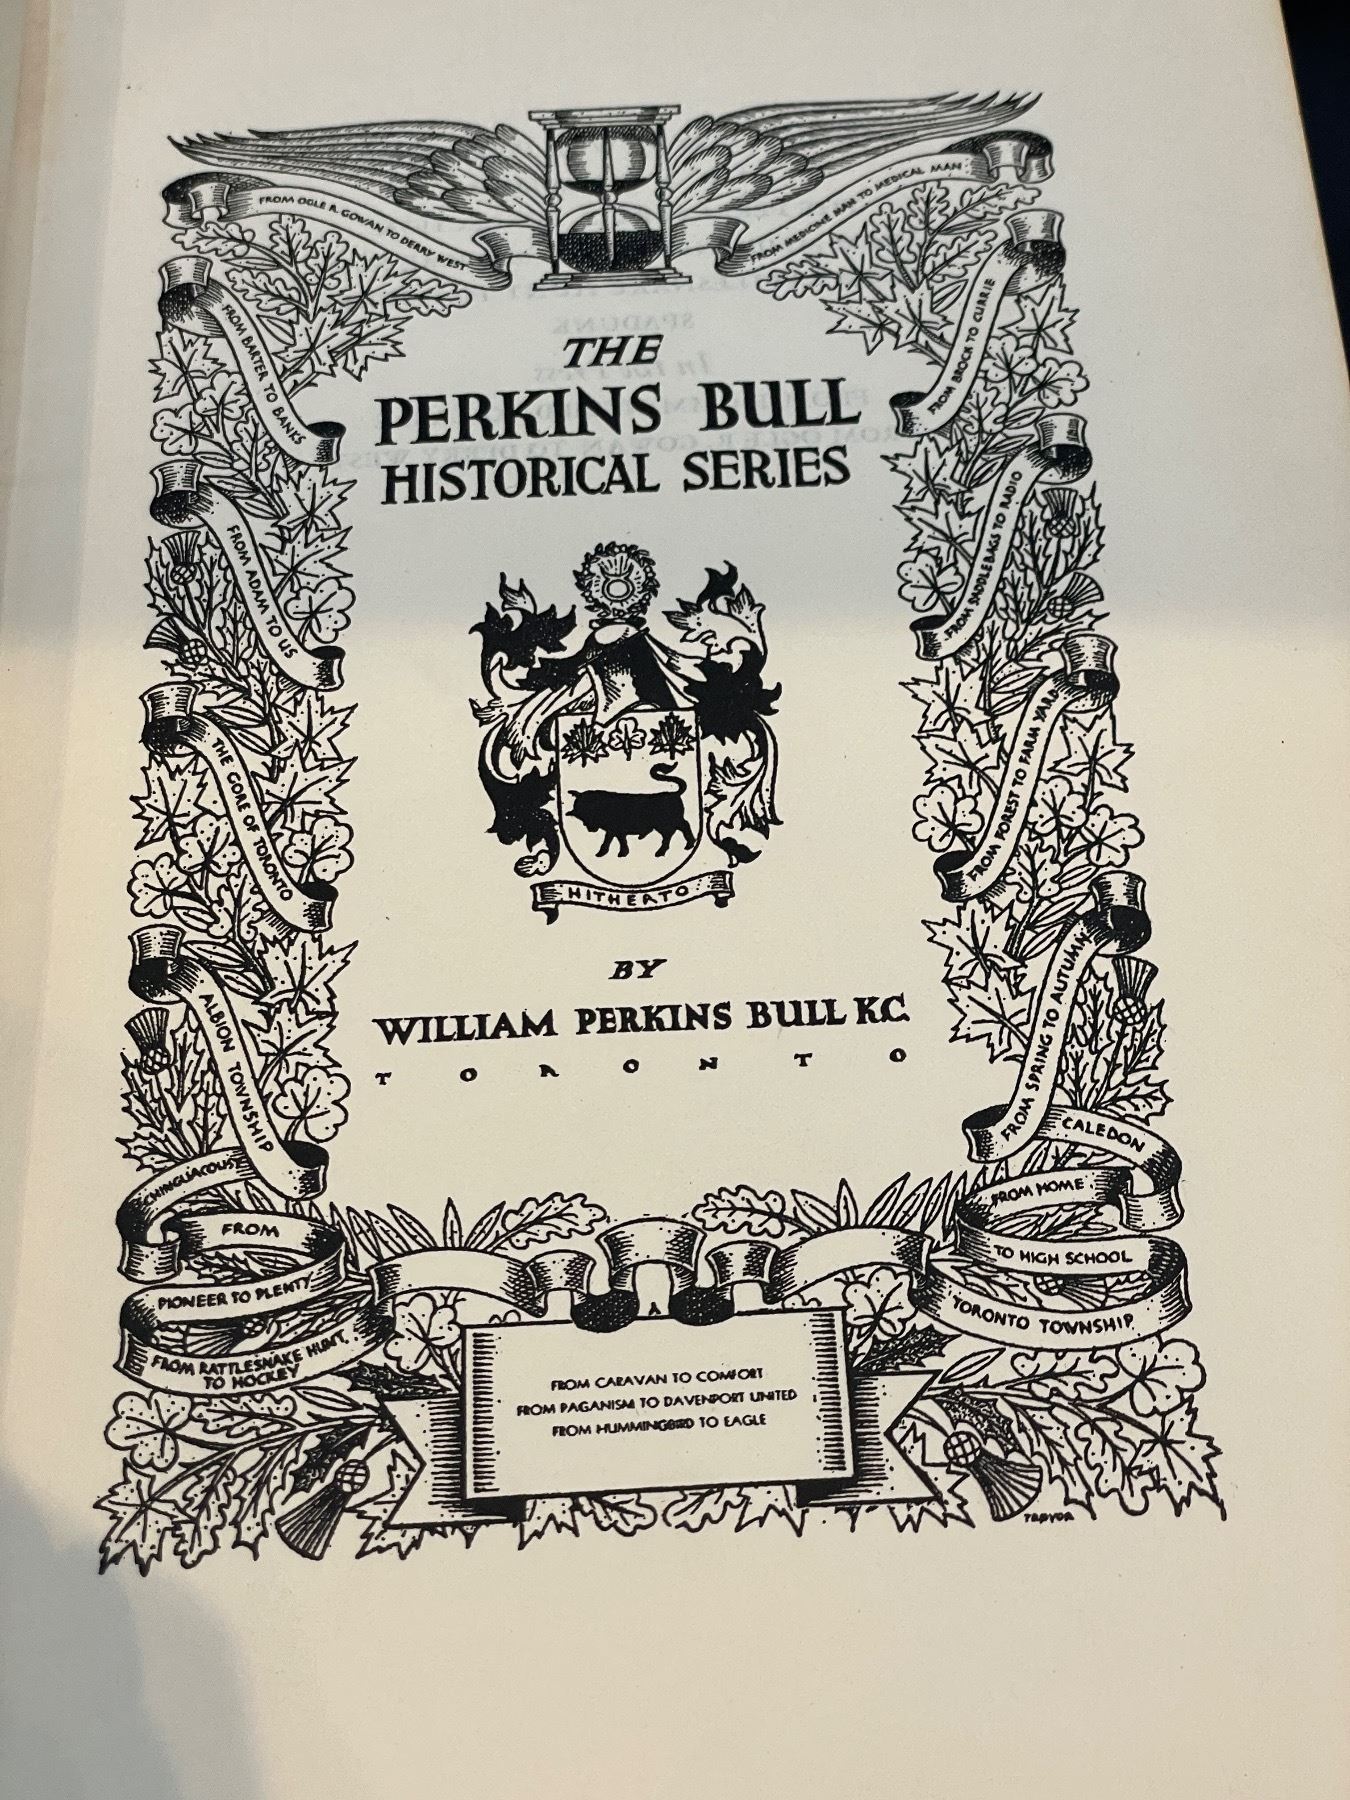 FROM OGLE R. GOWAN TO DERRY WEST
FROM MEDICINE MAN TO MEDICAL MAN
FROM BARTER TO BANKS
FROM BROCK TO CURRIE
THE
PERKINS BULL
HISTORICAL SERIES
FROM ADAM TO US
FROM SADDLEBAGS TO RADIO
THE GORE OF TORONTO
FROM FOREST TO FARM YARD
HITHERTO
BY
WILLIAM PERKINS BULL K.C.
TORONTO
ALBION TOWNSHIP
FROM SPRING TO AUTUMN
CHINGUACOUSY
CALEDON
FROM
PIONEER TO PLENTY
FROM HOME
TO HIGH SCHOOL
FROM RATTLESNAKE HUNT
TO HOCKEY
TORONTO TOWNSHIP
FROM CARAVAN TO COMFORT
FROM PAGANISM TO DAVENPORT UNITED
FROM HUMMINGBIRD TO EAGLE
TREVOR